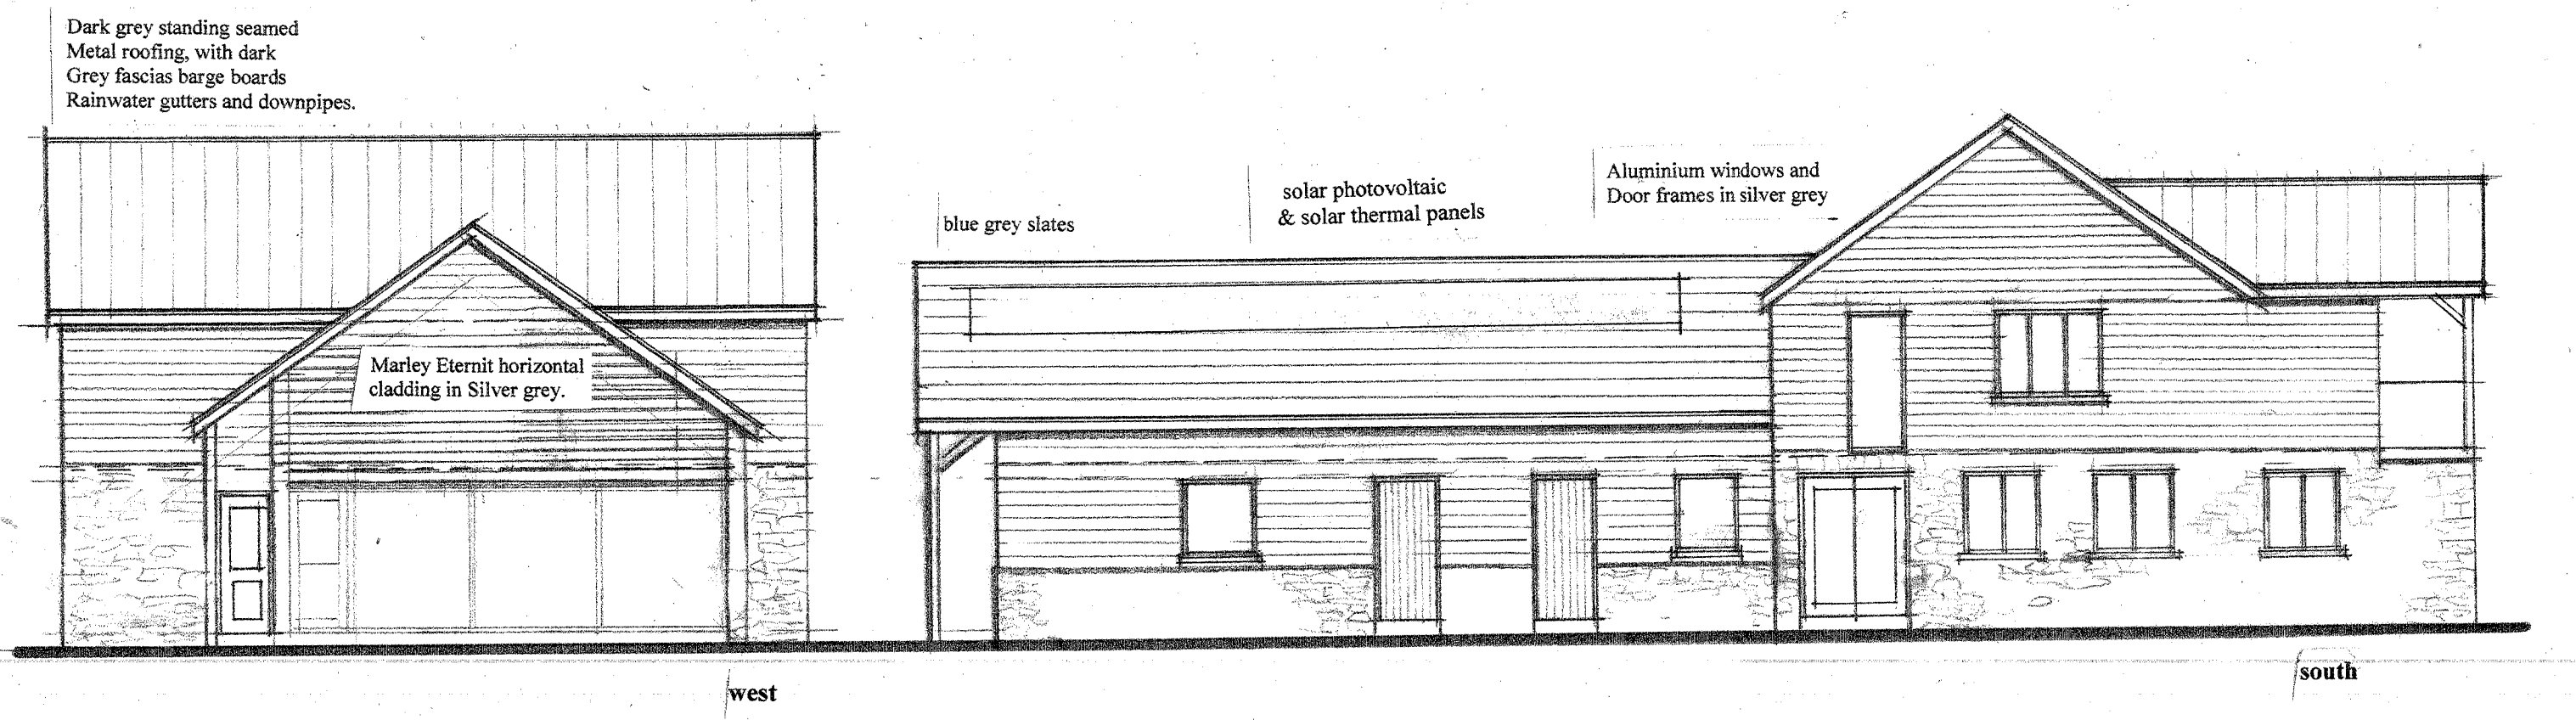 Dark grey standing seamed
Metal roofing, with dark
Grey fascias barge boards
Rainwater gutters and downpipes.
Marley Eternit horizontal
cladding in Silver grey.
blue grey slates
solar photovoltaic
& solar thermal panels
Aluminium windows and
Door frames in silver grey
west
south